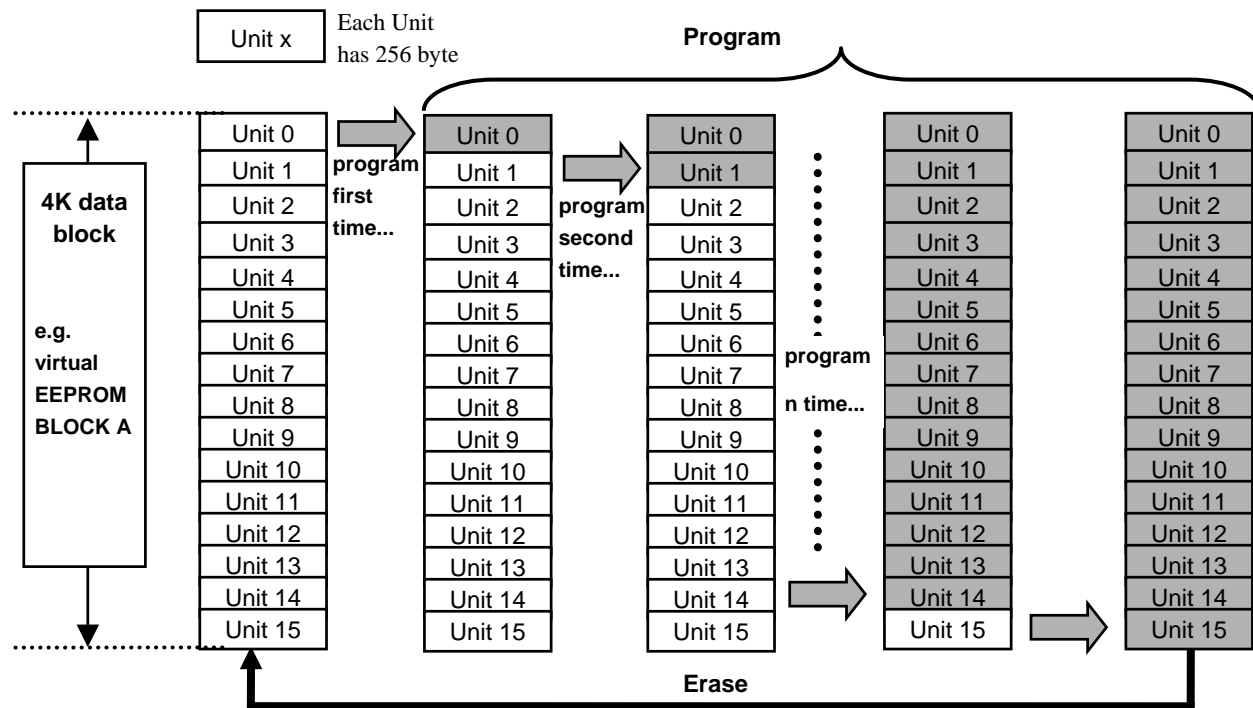 Unit x
Each Unit
has 256 byte
Program
4K data
block
e.g.
virtual
EEPROM
BLOCK A
Unit 0
Unit 1
Unit 2
Unit 3
Unit 4
Unit 5
Unit 6
Unit 7
Unit 8
Unit 9
Unit 10
Unit 11
Unit 12
Unit 13
Unit 14
Unit 15
program
first
time...
Unit 0
Unit 1
Unit 2
Unit 3
Unit 4
Unit 5
Unit 6
Unit 7
Unit 8
Unit 9
Unit 10
Unit 11
Unit 12
Unit 13
Unit 14
Unit 15
program
second
time...
Unit 0
Unit 1
Unit 2
Unit 3
Unit 4
Unit 5
Unit 6
Unit 7
Unit 8
Unit 9
Unit 10
Unit 11
Unit 12
Unit 13
Unit 14
Unit 15
program
n time...
Unit 0
Unit 1
Unit 2
Unit 3
Unit 4
Unit 5
Unit 6
Unit 7
Unit 8
Unit 9
Unit 10
Unit 11
Unit 12
Unit 13
Unit 14
Unit 15
Unit 0
Unit 1
Unit 2
Unit 3
Unit 4
Unit 5
Unit 6
Unit 7
Unit 8
Unit 9
Unit 10
Unit 11
Unit 12
Unit 13
Unit 14
Unit 15
Erase